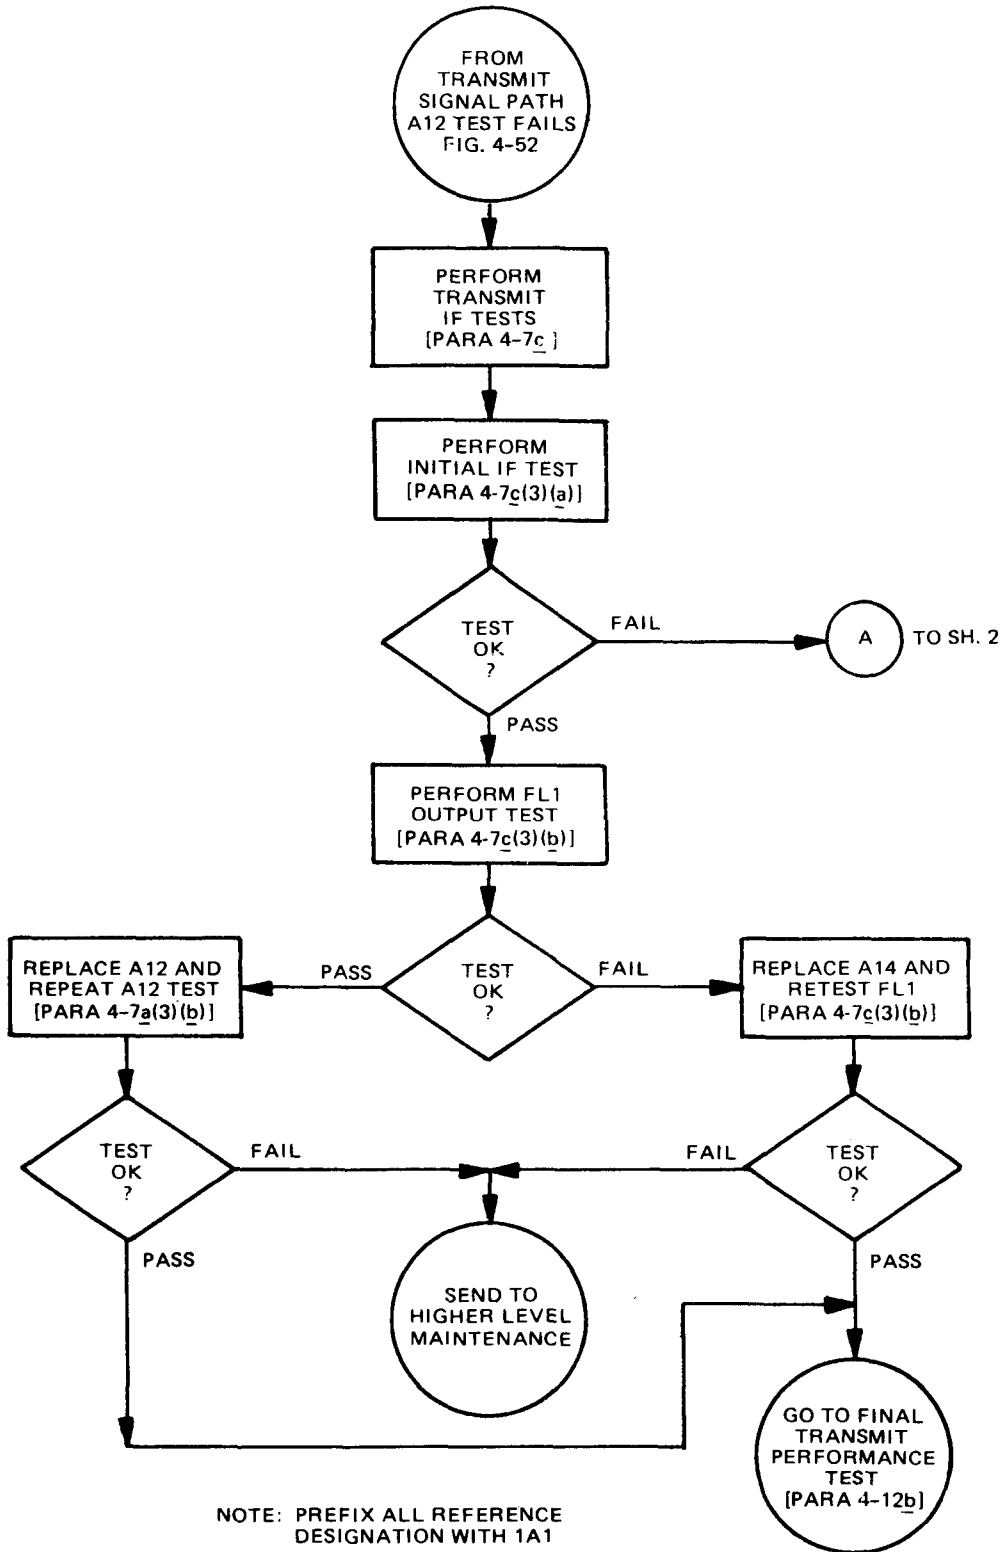 FROM
TRANSMIT
SIGNAL PATH
A12 TEST FAILS
FIG. 4-52
PERFORM
TRANSMIT
IF TESTS
[PARA 4-7c ]
PERFORM
INITIAL IF TEST
[PARA 4-7c(3)(a)]
TEST
OK
?
FAIL
A
TO SH. 2
PASS
PERFORM FL1
OUTPUT TEST
[PARA 4-7c(3)(b)]
TEST
OK
?
PASS
FAIL
REPLACE A12 AND
REPEAT A12 TEST
[PARA 4-7a(3)(b)]
REPLACE A14 AND
RETEST FL1
[PARA 4-7c(3)(b)]
TEST
OK
?
FAIL
FAIL
TEST
OK
?
PASS
PASS
SEND TO
HIGHER LEVEL
MAINTENANCE
GO TO FINAL
TRANSMIT
PERFORMANCE
TEST
[PARA 4-12b]
NOTE: PREFIX ALL REFERENCE
DESIGNATION WITH 1A1